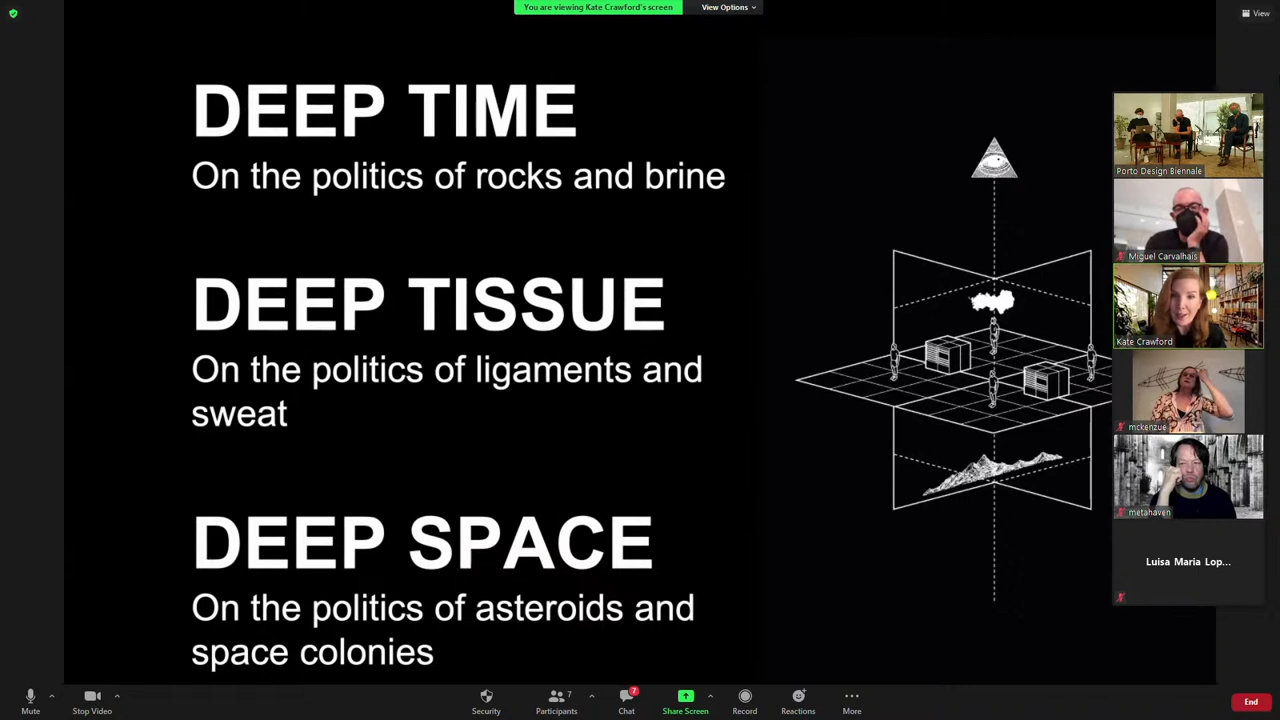 You are viewing Kate Crawford's screen
View Options
View
DEEP TIME
On the politics of rocks and brine
DEEP TISSUE
On the politics of ligaments and
sweat
DEEP SPACE
On the politics of asteroids and
space colonies
Porto Design Biennale
Miguel Carvalhais
Kate Crawford
mckenzue
metahaven
Luisa Maria Lop...
Mute
Stop Video
Security
Participants
7
Chat
7
Share Screen
Record
Reactions
More
End